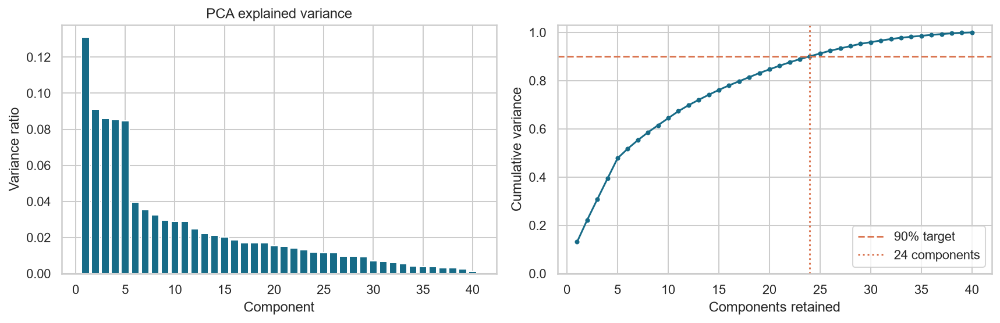 PCA explained variance
Variance ratio
0.12
0.10
0.08
0.06
0.04
0.02
0.00
0 5 10 15 20 25 30 35 40
Component
Cumulative variance
1.0
0.8
0.6
0.4
0.2
0.0
90% target
24 components
0 5 10 15 20 25 30 35 40
Components retained